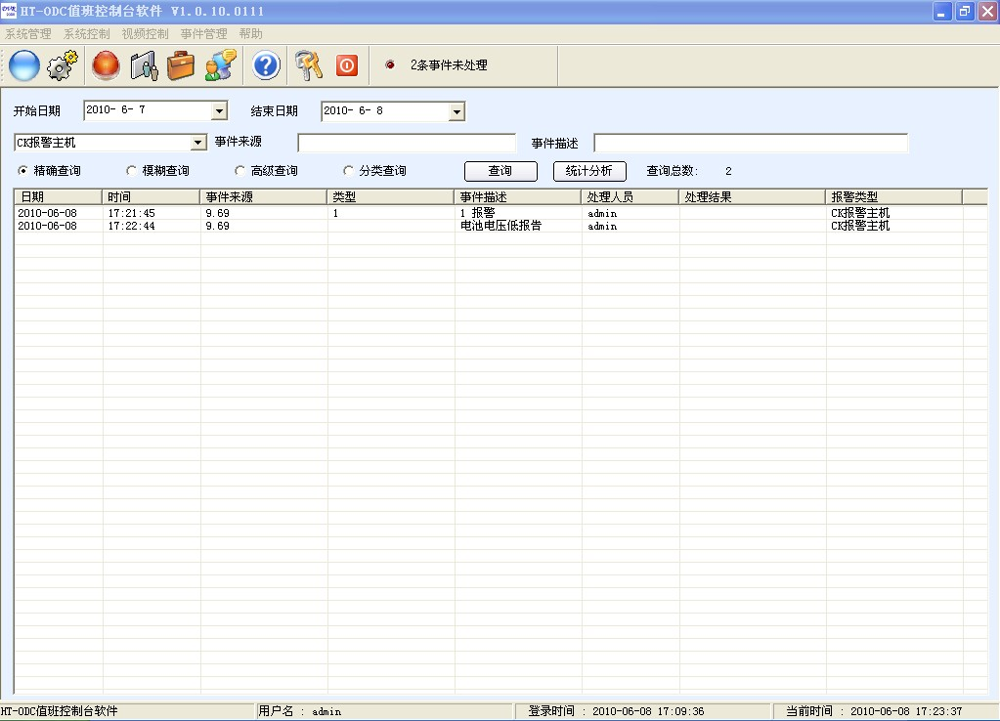 HT-ODC值班控制台软件 V1.0.10.0111
系统管理 系统控制 视频控制 事件管理 帮助
2条事件未处理
开始日期 2010- 6- 7 结束日期 2010- 6- 8
CK报警主机 事件来源 事件描述
精确查询 模糊查询 高级查询 分类查询 查询 统计分析 查询总数: 2
日期 时间 事件来源 类型 事件描述 处理人员 处理结果 报警类型
2010-06-08 17:21:45 9.69 1 1 报警 admin CK报警主机
2010-06-08 17:22:44 9.69 电池电压低报告 admin CK报警主机
HT-ODC值班控制台软件 用户名 : admin 登录时间 : 2010-06-08 17:09:36 当前时间 : 2010-06-08 17:23:37